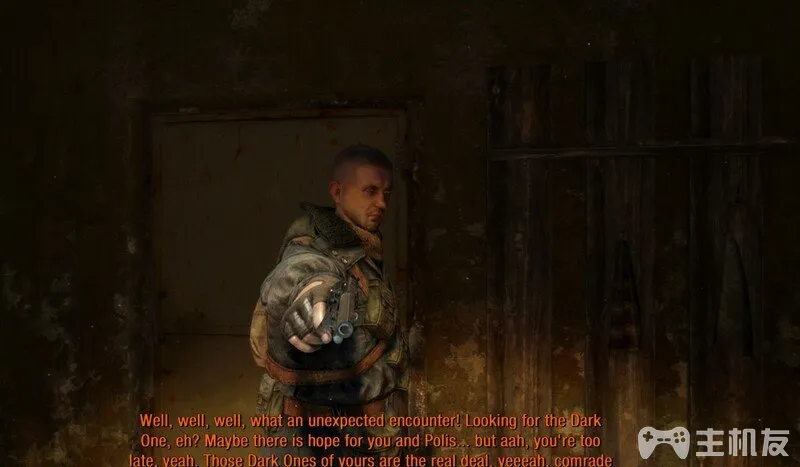 Well, well, well, what an unexpected encounter! Looking for the Dark
One, eh? Maybe there is hope for you and Polis... but aah, you're too
late, yeah. Those Dark Ones of yours are the real deal, yeeeah, comrade
主机友